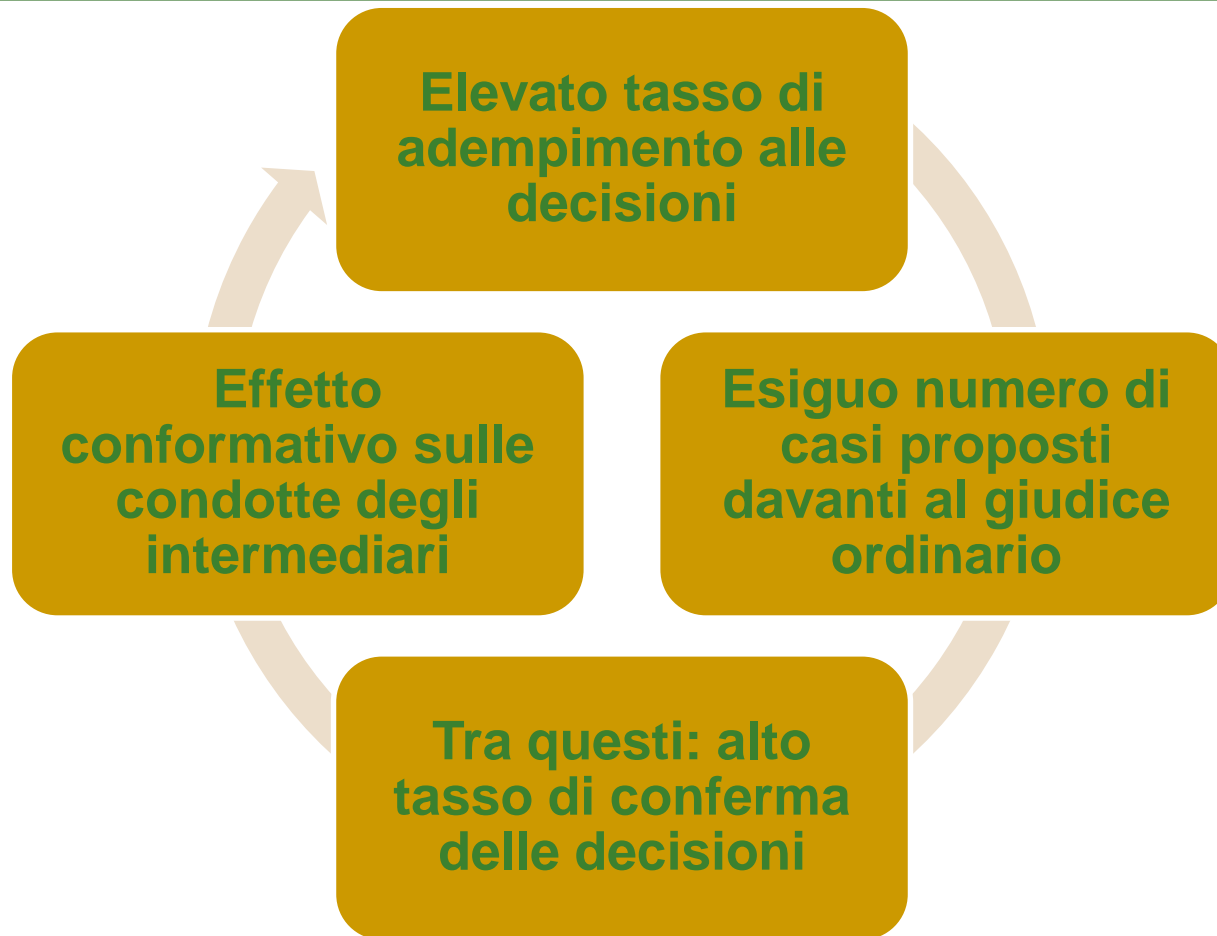 Elevato tasso di
adempimento alle
decisioni
Esiguo numero di
casi proposti
davanti al giudice
ordinario
Tra questi: alto
tasso di conferma
delle decisioni
Effetto
conformativo sulle
condotte degli
intermediari